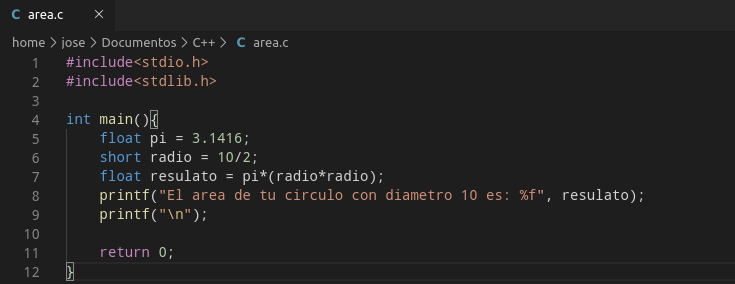 C area.c ×
home > jose > Documentos > C++ > C area.c
1 #include<stdio.h>
2 #include<stdlib.h>
3
4 int main(){
5     float pi = 3.1416;
6     short radio = 10/2;
7     float resulato = pi*(radio*radio);
8     printf("El area de tu circulo con diametro 10 es: %f", resulato);
9     printf("\n");
10
11     return 0;
12 }